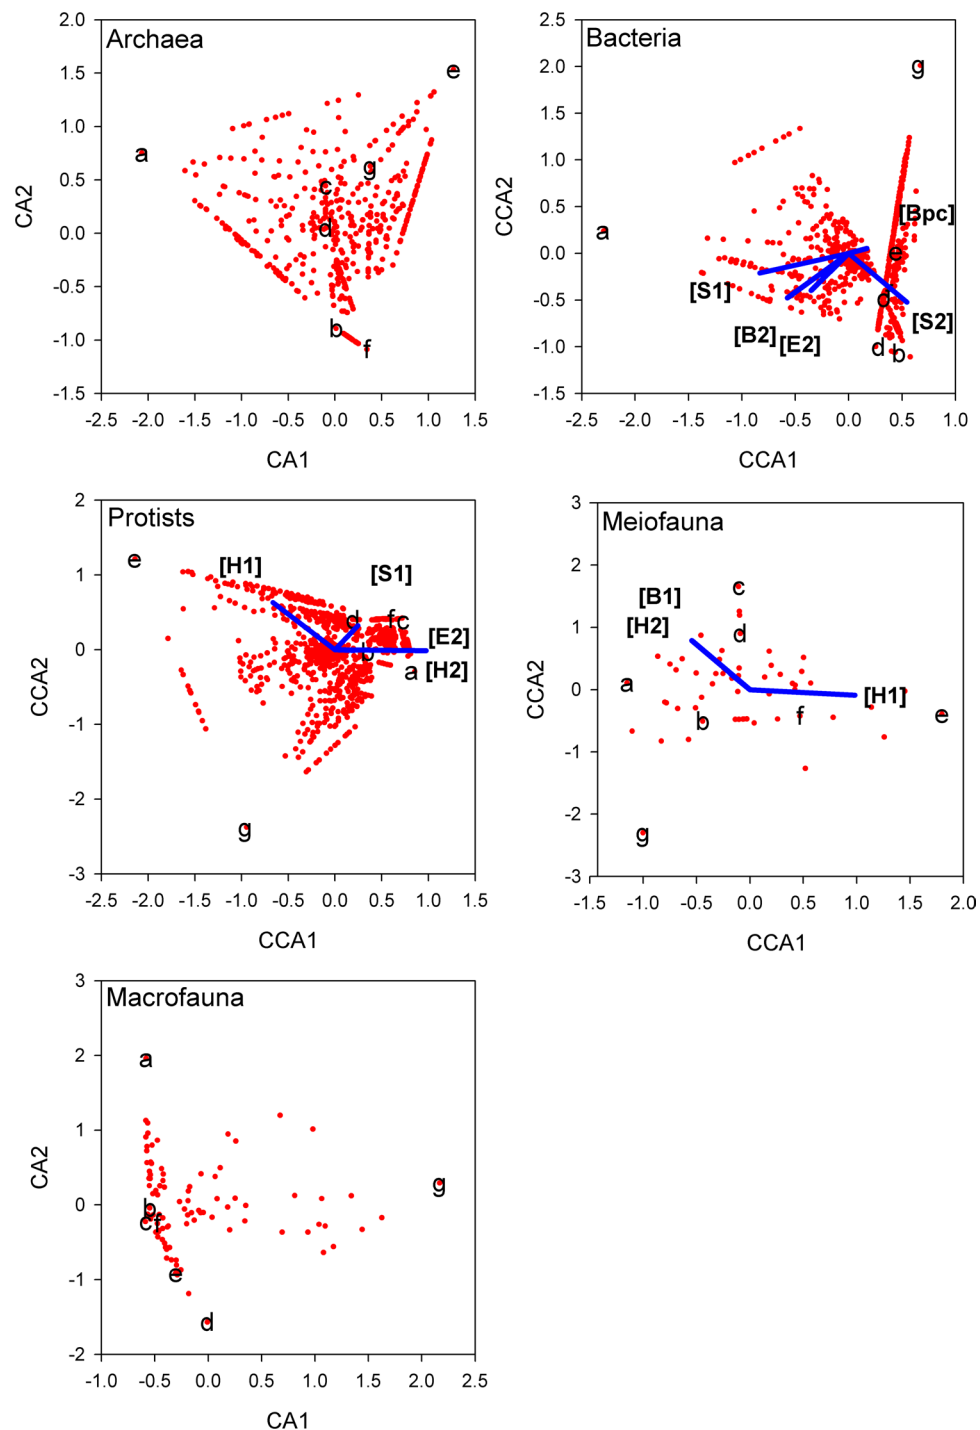 Archaea
2.0
1.5
1.0
0.5
0.0
-0.5
-1.0
-1.5
CA2
e
a
g
c
d
b
f
-2.5 -2.0 -1.5 -1.0 -0.5 0.0 0.5 1.0 1.5
CA1
Bacteria
2.5
2.0
1.5
1.0
0.5
0.0
-0.5
-1.0
-1.5
CCA2
g
a
[Bpc]
e
[S1]
d
[S2]
[B2] [E2]
d
b
-2.5 -2.0 -1.5 -1.0 -0.5 0.0 0.5 1.0
CCA1
Protists
2
1
0
-1
-2
-3
CCA2
e
[H1]
[S1]
d
f c
[E2]
b
a
[H2]
g
-2.5 -2.0 -1.5 -1.0 -0.5 0.0 0.5 1.0 1.5
CCA1
Meiofauna
3
2
1
0
-1
-2
-3
CCA2
c
[B1]
[H2]
d
a
[H1]
b
f
e
g
-1.5 -1.0 -0.5 0.0 0.5 1.0 1.5 2.0
CCA1
Macrofauna
3
2
1
0
-1
-2
CA2
a
g
b
c f
e
d
-1.0 -0.5 0.0 0.5 1.0 1.5 2.0 2.5
CA1